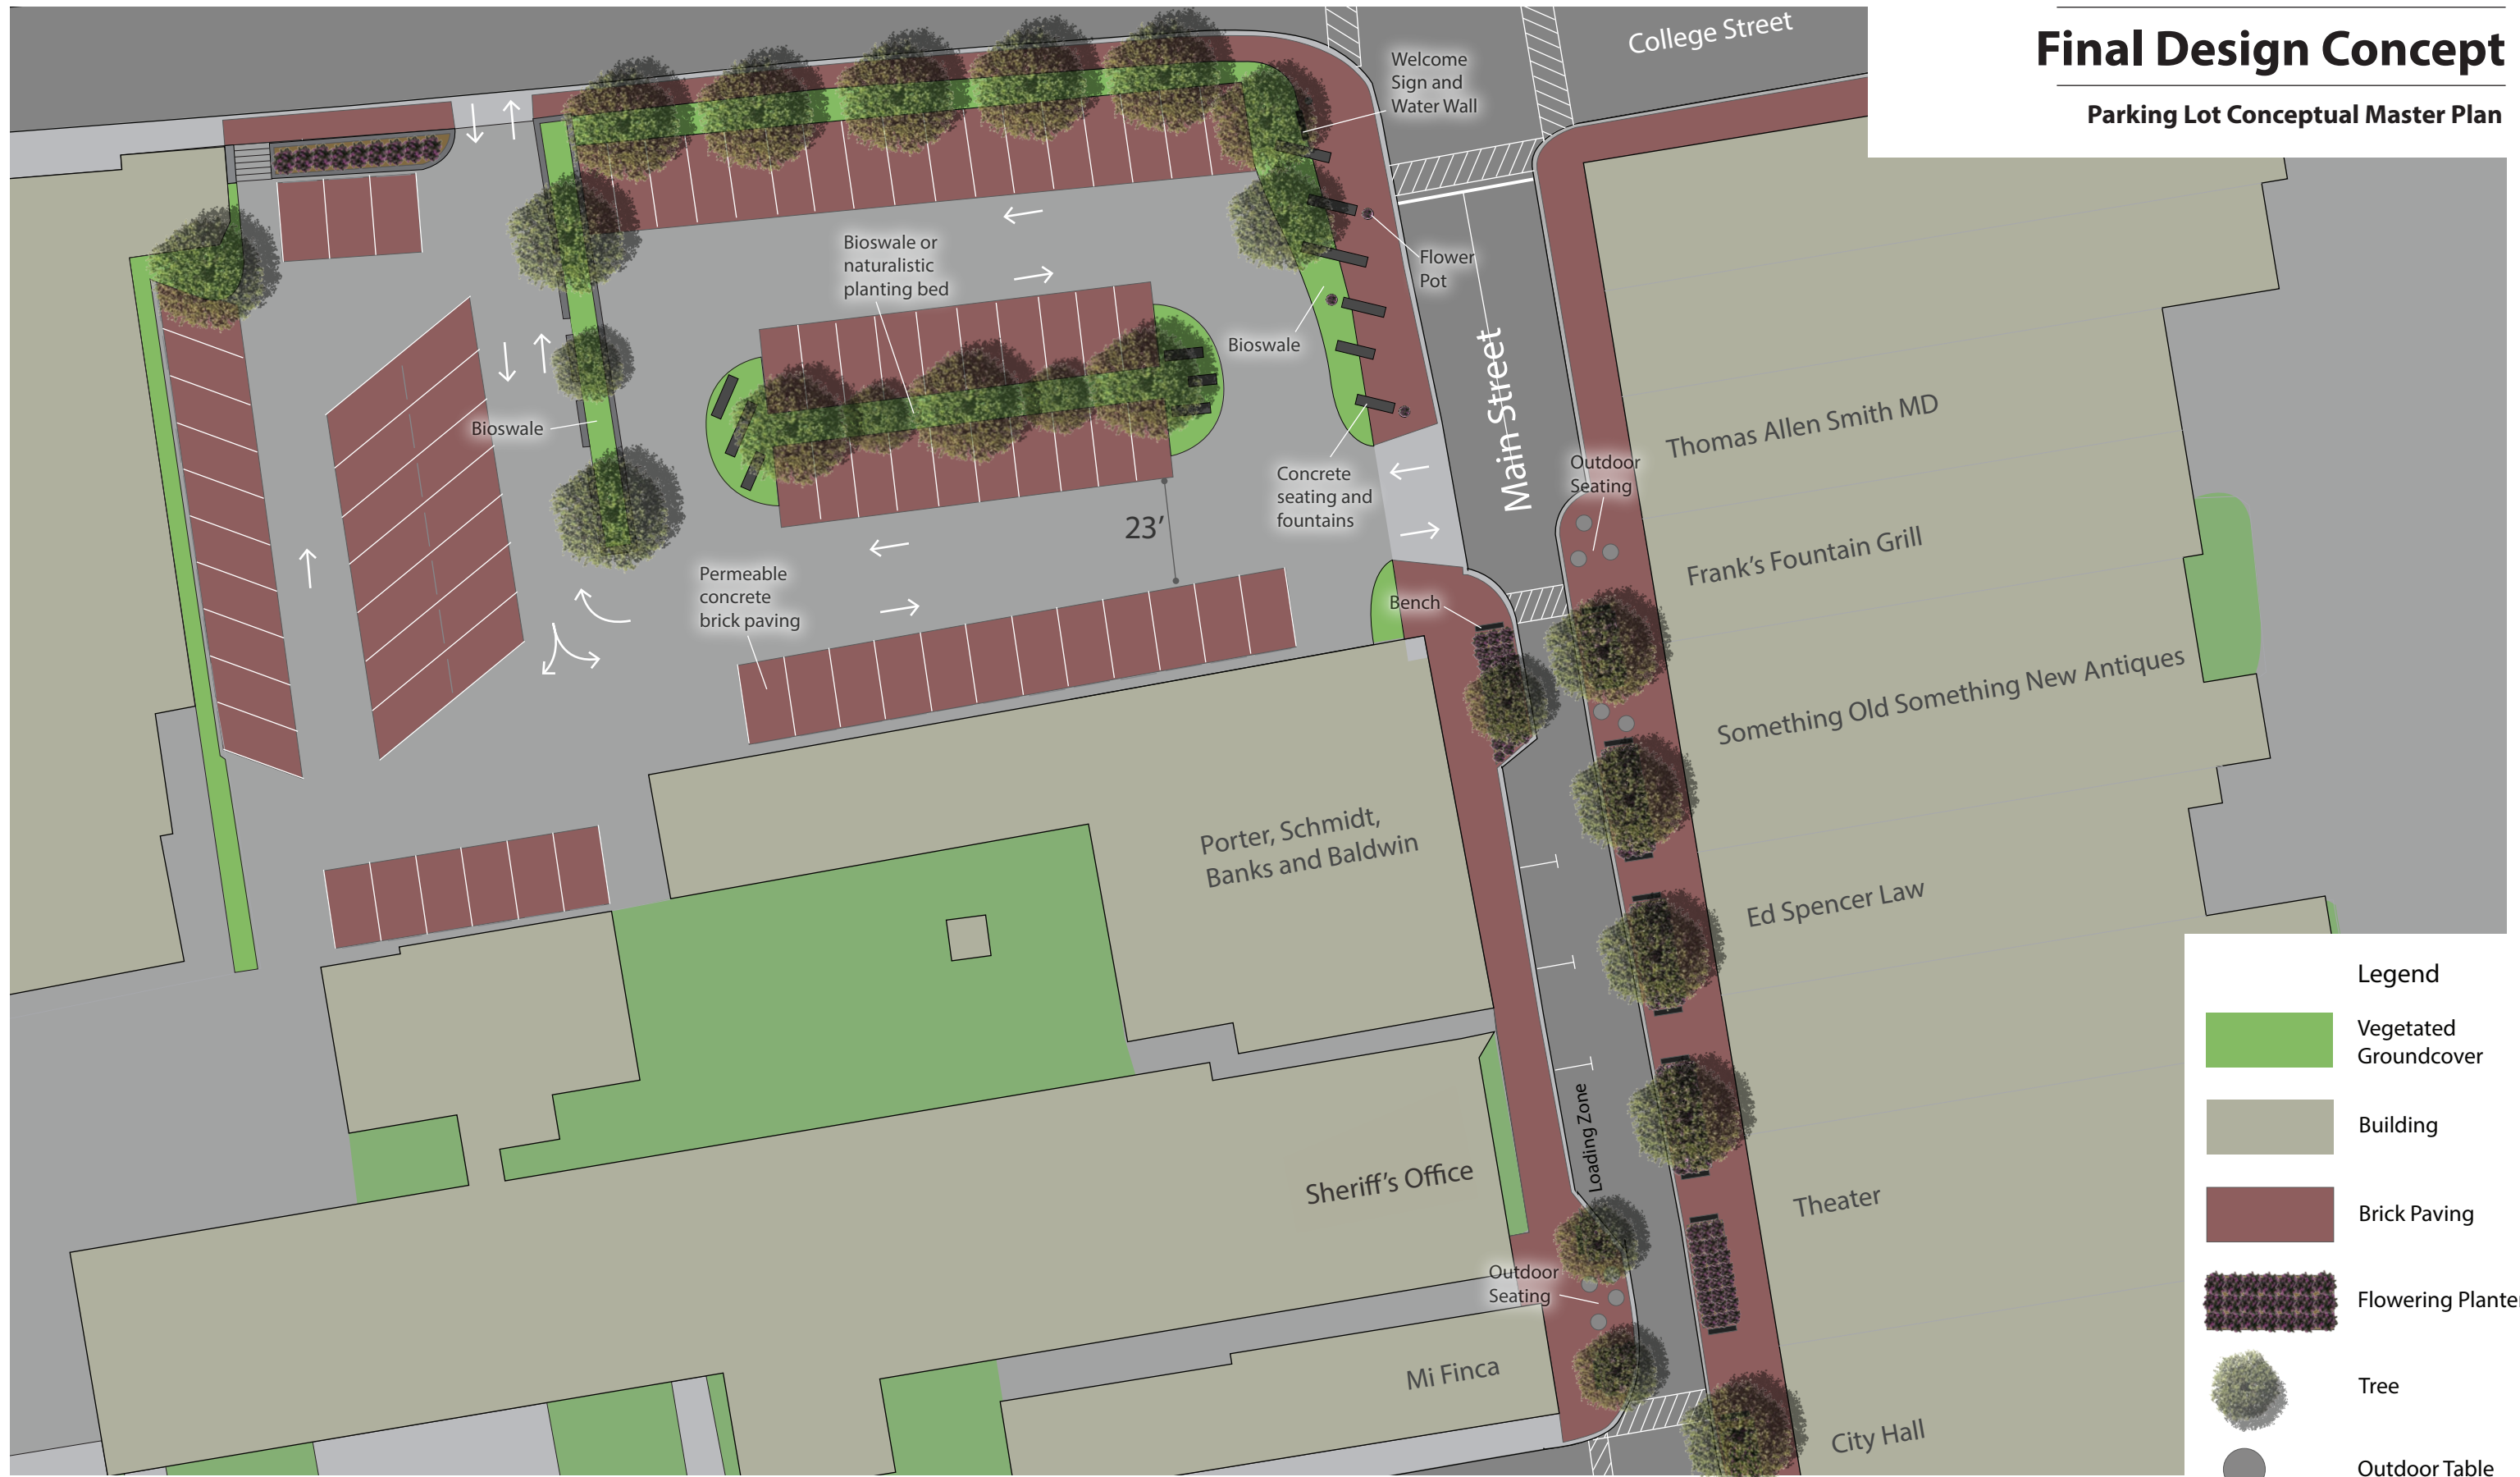 Final Design Concept
Parking Lot Conceptual Master Plan
College Street
Welcome
Sign and
Water Wall
Flower
Pot
Bioswale or
naturalistic
planting bed
Bioswale
Bioswale
Main Street
Concrete
seating and
fountains
Outdoor
Seating
23’
Permeable
concrete
brick paving
Bench
Thomas Allen Smith MD
Frank’s Fountain Grill
Something Old Something New Antiques
Porter, Schmidt,
Banks and Baldwin
Ed Spencer Law
Loading Zone
Sheriff’s Office
Theater
Outdoor
Seating
Mi Finca
City Hall
Legend
Vegetated
Groundcover
Building
Brick Paving
Flowering Planter
Tree
Outdoor Table